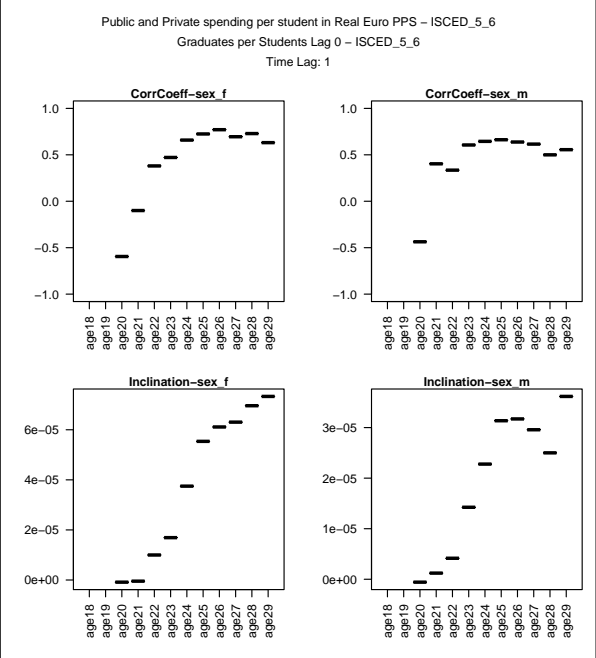 Public and Private spending per student in Real Euro PPS – ISCED_5_6
Graduates per Students Lag 0 – ISCED_5_6
Time Lag: 1
CorrCoeff−sex_f
1.0
0.5
0.0
−0.5
−1.0
age18
age19
age20
age21
age22
age23
age24
age25
age26
age27
age28
age29
CorrCoeff−sex_m
1.0
0.5
0.0
−0.5
−1.0
age18
age19
age20
age21
age22
age23
age24
age25
age26
age27
age28
age29
Inclination−sex_f
6e−05
4e−05
2e−05
0e+00
age18
age19
age20
age21
age22
age23
age24
age25
age26
age27
age28
age29
Inclination−sex_m
3e−05
2e−05
1e−05
0e+00
age18
age19
age20
age21
age22
age23
age24
age25
age26
age27
age28
age29